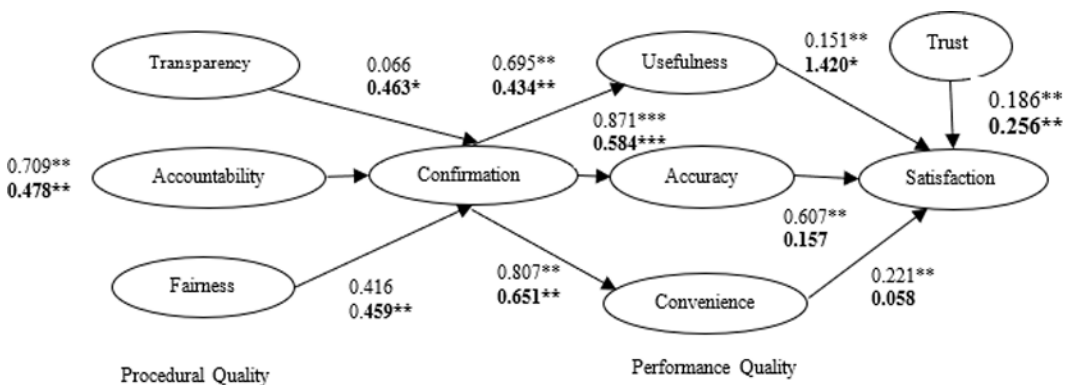 Transparency
0.066
0.463*
0.695**
0.434**
Usefulness
0.151**
1.420*
Trust
0.186**
0.256**
0.709**
0.478**
Accountability
Confirmation
0.871***
0.584***
Accuracy
Satisfaction
0.607**
0.157
Fairness
0.416
0.459**
0.807**
0.651**
Convenience
0.221**
0.058
Procedural Quality
Performance Quality